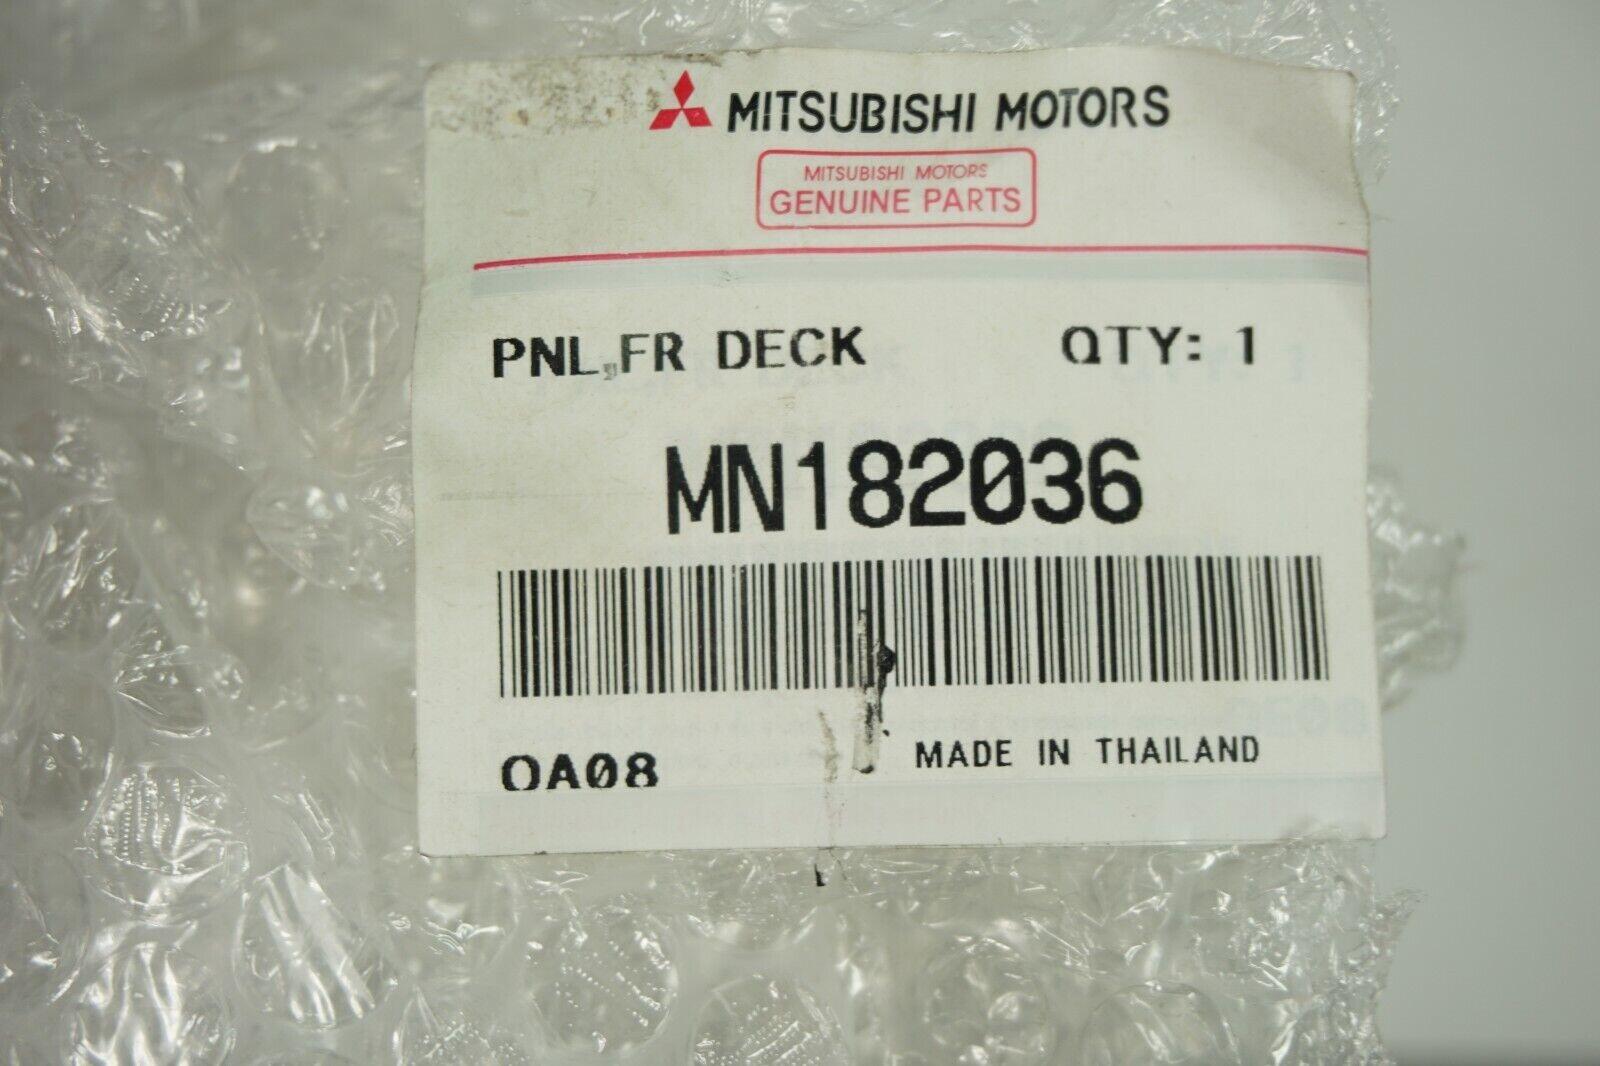 MITSUBISHI MOTORS
MITSUBISHI MOTORS
GENUINE PARTS
PNL,FR DECK QTY: 1
MN182036
OA08 MADE IN THAILAND